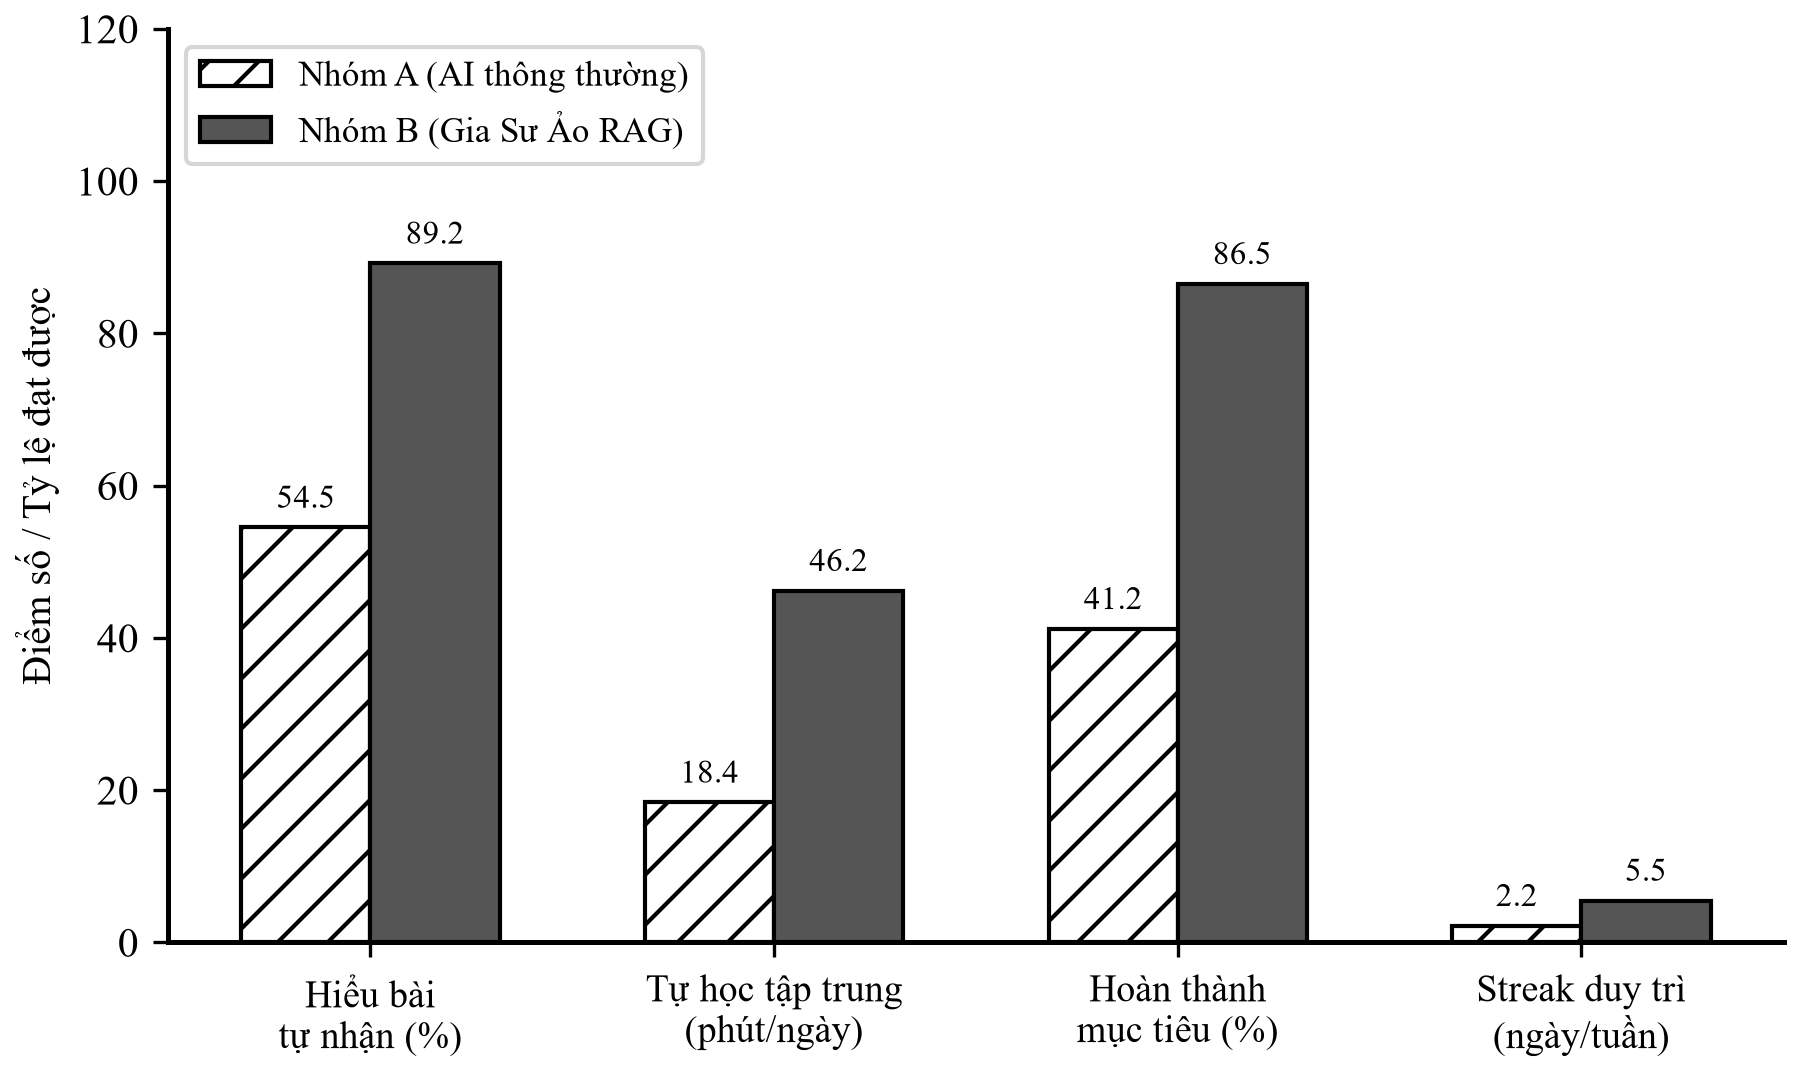 Điểm số / Tỷ lệ đạt được
120
100
80
60
40
20
0
Nhóm A (AI thông thường)
Nhóm B (Gia Sư Ảo RAG)
54.5
89.2
18.4
46.2
41.2
86.5
2.2
5.5
Hiểu bài
tự nhận (%)
Tự học tập trung
(phút/ngày)
Hoàn thành
mục tiêu (%)
Streak duy trì
(ngày/tuần)